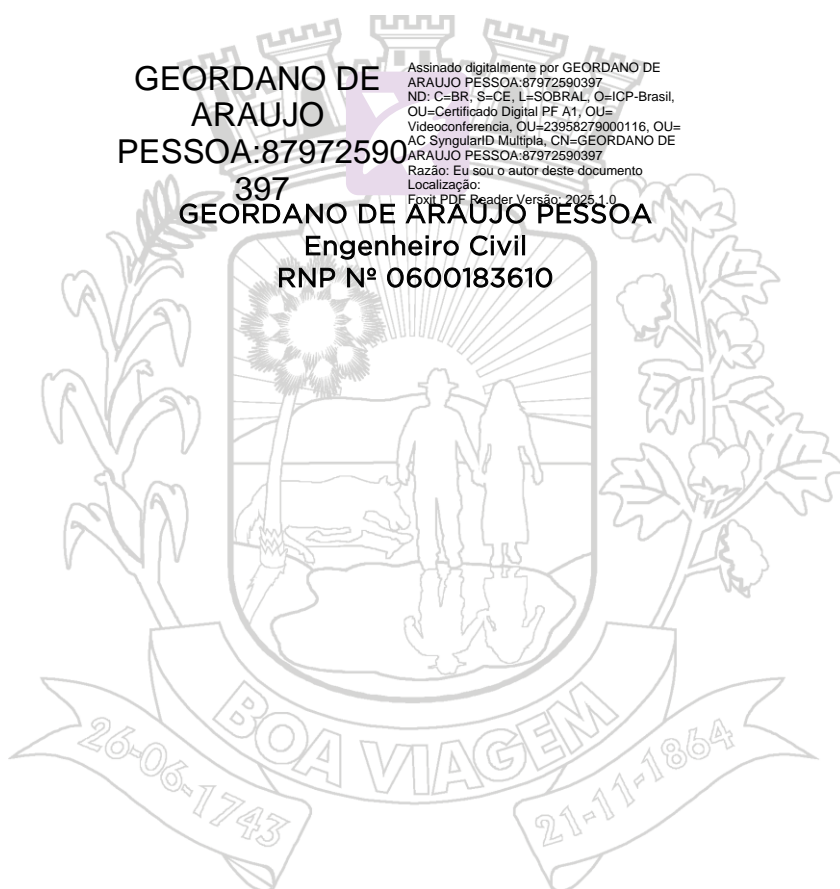 GEORDANO DE
ARAUJO
PESSOA:87972590
397
Assinado digitalmente por GEORDANO DE
ARAUJO PESSOA:87972590397
ND: C=BR, S=CE, L=SOBRAL, O=ICP-Brasil,
OU=Certificado Digital PF A1, OU=
Videoconferencia, OU=23958279000116, OU=
AC SyngularID Multipla, CN=GEORDANO DE
ARAUJO PESSOA:87972590397
Razão: Eu sou o autor deste documento
Localização:
Foxit PDF Reader Versão: 2025.1.0
GEORDANO DE ARAÚJO PESSOA
Engenheiro Civil
RNP Nº 0600183610
BOA VIAGEM
26-06-1743
21-11-1864